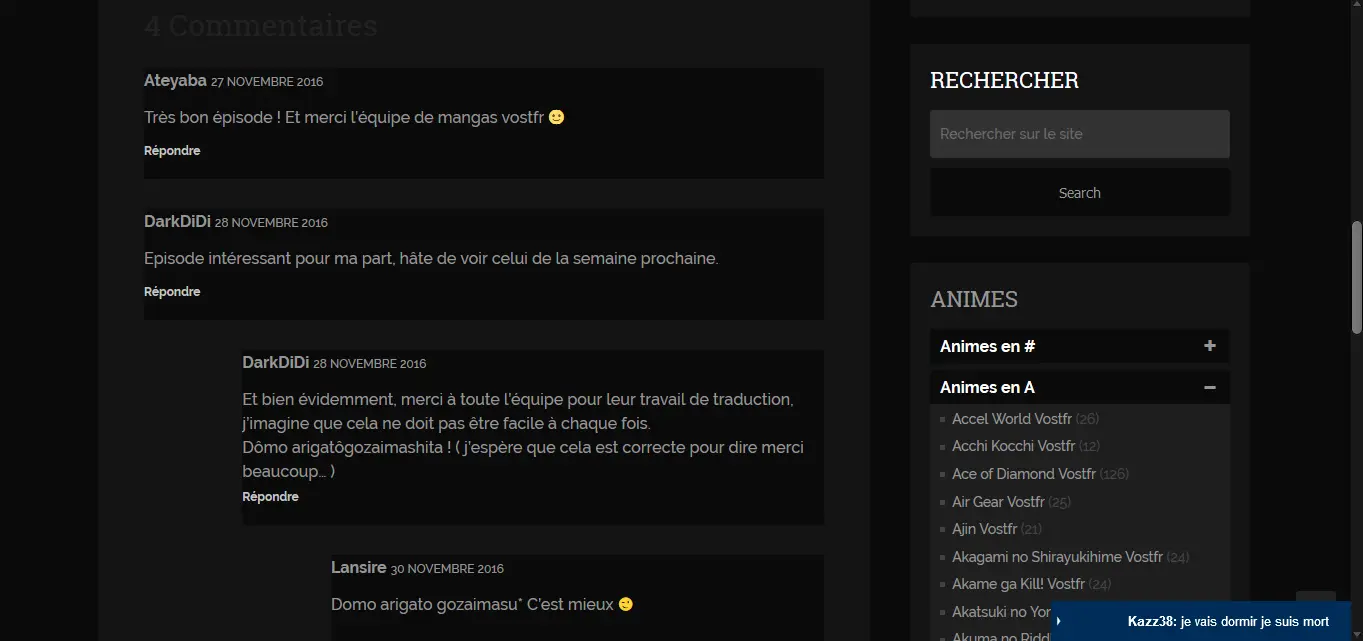 4 Commentaires
Ateyaba 27 NOVEMBRE 2016
Très bon épisode ! Et merci l'équipe de mangas vostfr
Répondre
DarkDiDi 28 NOVEMBRE 2016
Episode intéressant pour ma part, hâte de voir celui de la semaine prochaine.
Répondre
DarkDiDi 28 NOVEMBRE 2016
Et bien évidemment, merci à toute l'équipe pour leur travail de traduction,
j'imagine que cela ne doit pas être facile à chaque fois.
Dômo arigatôgozaimashita ! ( j'espère que cela est correcte pour dire merci
beaucoup… )
Répondre
Lansire 30 NOVEMBRE 2016
Domo arigato gozaimasu* C'est mieux
RECHERCHER
Rechercher sur le site
Search
ANIMES
Animes en #
Animes en A
Accel World Vostfr (26)
Acchi Kocchi Vostfr (12)
Ace of Diamond Vostfr (126)
Air Gear Vostfr (25)
Ajin Vostfr (21)
Akagami no Shirayukihime Vostfr (24)
Akame ga Kill! Vostfr (24)
Akatsuki no Yor
Akuma no Riddl
Kazz38: je vais dormir je suis mort